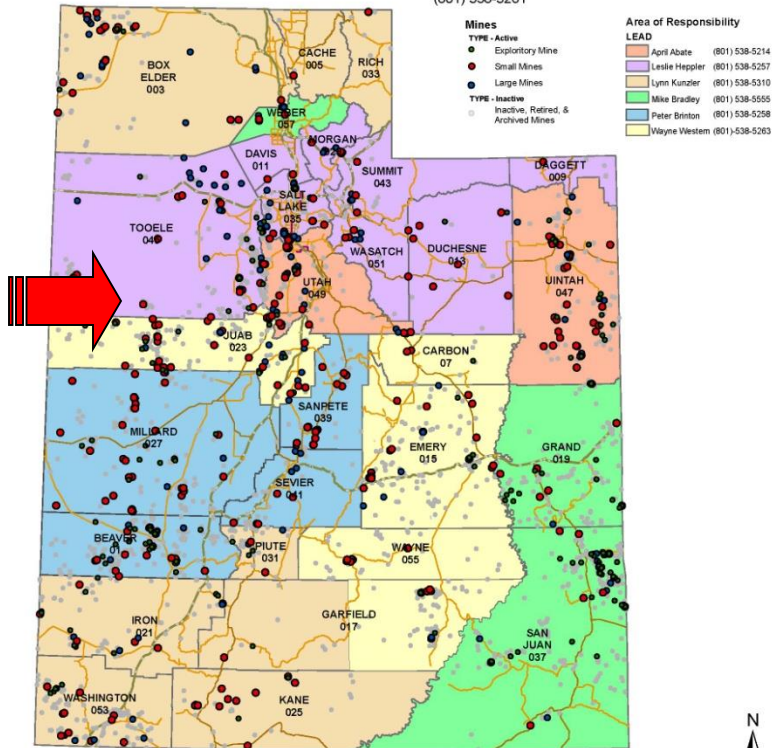 Mines
TYPE - Active
Exploritory Mine
Small Mines
Large Mines
TYPE - Inactive
Inactive, Retired, &
Archived Mines
Area of Responsibility
LEAD
April Abate (801) 538-5214
Leslie Heppler (801) 538-5257
Lynn Kunzler (801) 538-5310
Mike Bradley (801) 538-5555
Peter Brinton (801) 538-5258
Wayne Western (801)-538-5263
BOX
ELDER
003
CACHE
005
RICH
033
WEBER
057
MORGAN
DAVIS
011
SUMMIT
043
DAGGETT
009
SALT
LAKE
035
TOOELE
WASATCH
051
DUCHESNE
013
UINTAH
047
UTAH
049
JUAB
023
CARBON
07
SANPETE
039
MILLARD
027
EMERY
015
GRAND
019
SEVIER
041
BEAVER
PIUTE
031
WAYNE
055
GARFIELD
017
IRON
021
SAN
JUAN
037
WASHINGTON
053
KANE
025
N